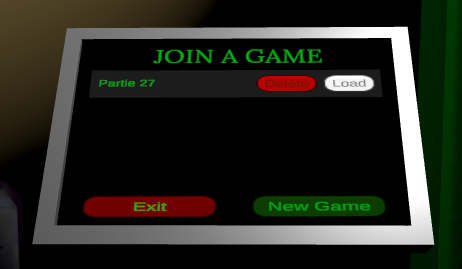 JOIN A GAME
Partie 27 Delete Load
Exit New Game